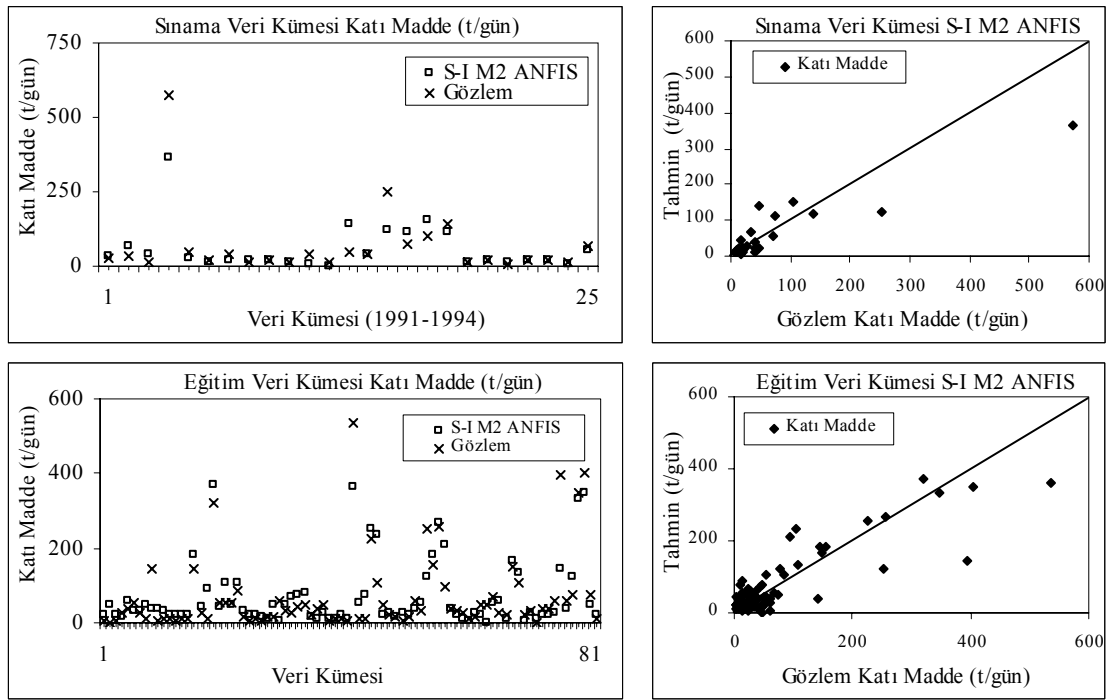 Sınama Veri Kümesi Katı Madde (t/gün)
Katı Madde (t/gün)
750
500
250
0
S-I M2 ANFIS
Gözlem
1
25
Veri Kümesi (1991-1994)
Sınama Veri Kümesi S-I M2 ANFIS
Tahmin (t/gün)
600
500
400
300
200
100
0
Katı Madde
0 100 200 300 400 500 600
Gözlem Katı Madde (t/gün)
Eğitim Veri Kümesi Katı Madde (t/gün)
Katı Madde (t/gün)
600
400
200
0
S-I M2 ANFIS
Gözlem
1
81
Veri Kümesi
Eğitim Veri Kümesi S-I M2 ANFIS
Tahmin (t/gün)
600
400
200
0
Katı Madde
0 200 400 600
Gözlem Katı Madde (t/gün)